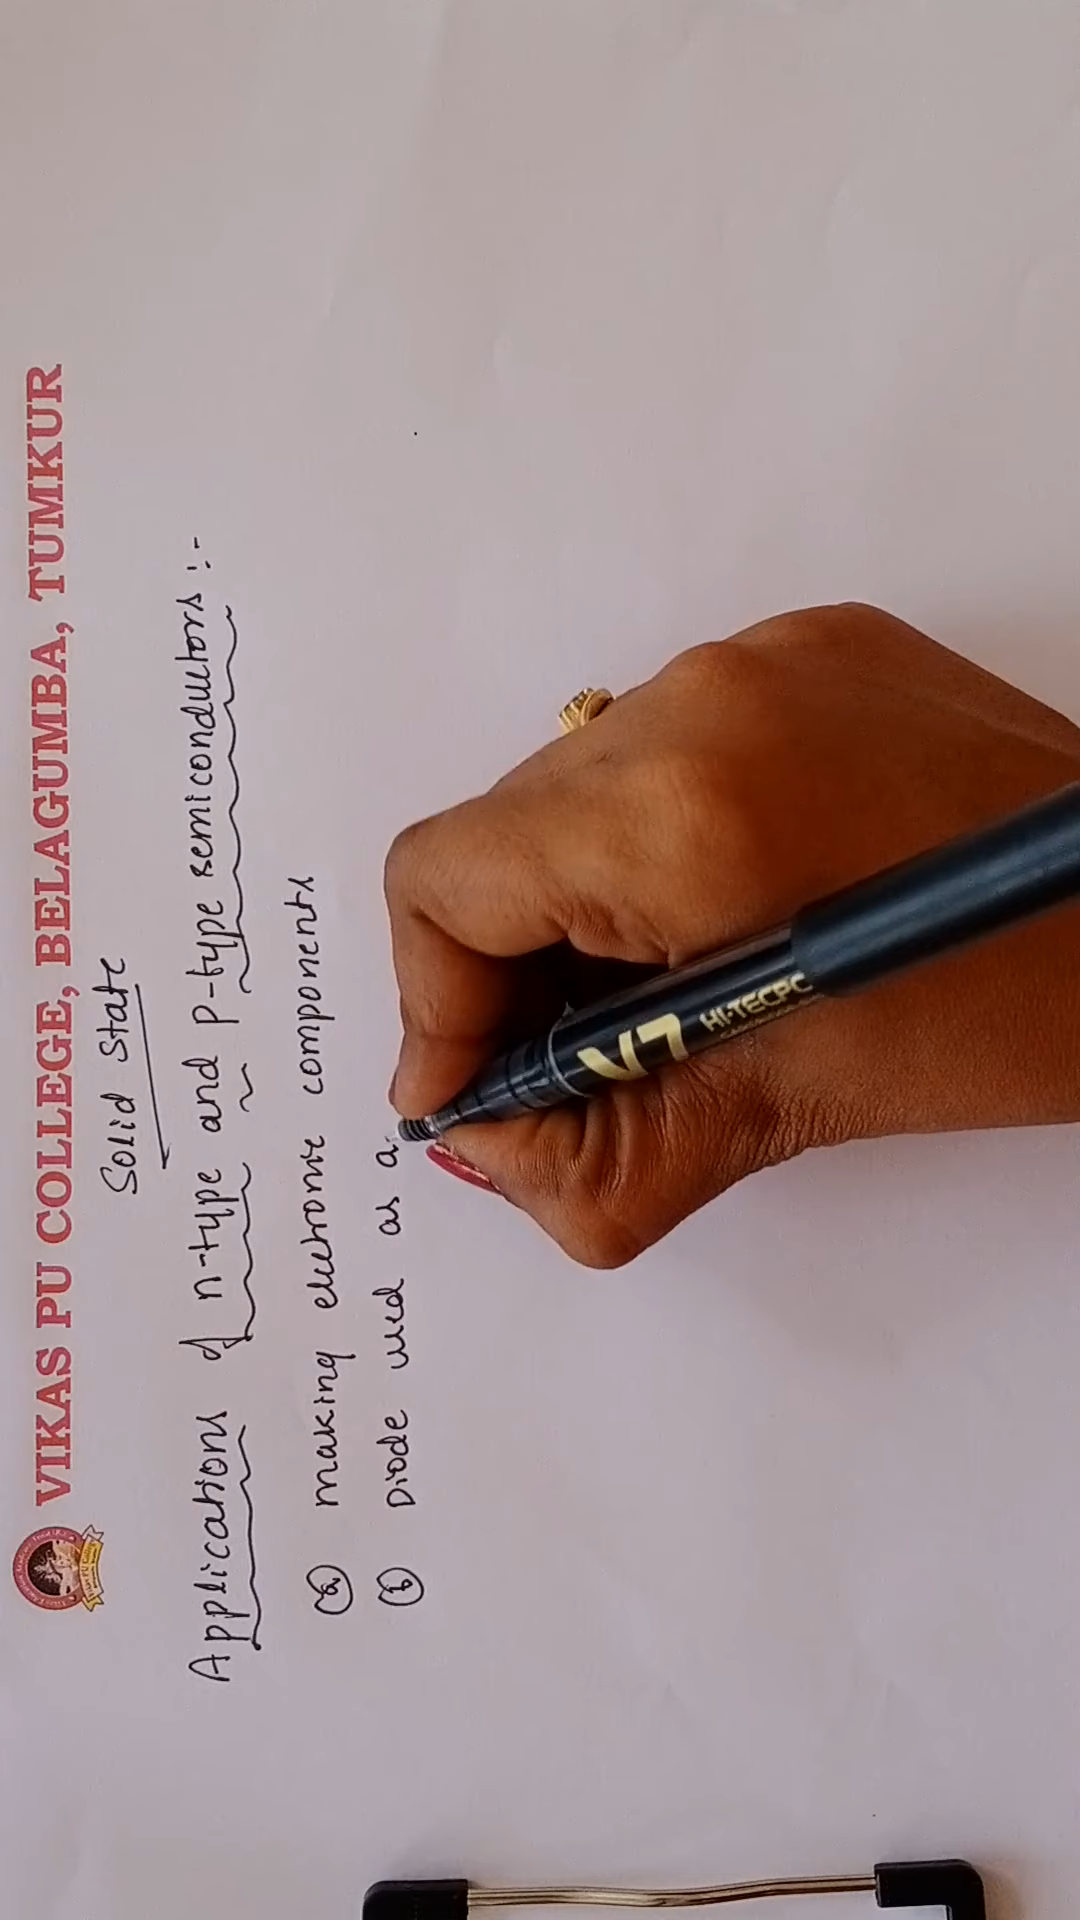 VIKAS PU COLLEGE, BELAGUMBA, TUMKUR
Solid State
Applications of n-type and p-type semiconductors :-
(a) making electronic components
(b) Diode used as a
V7 HI-TECPO